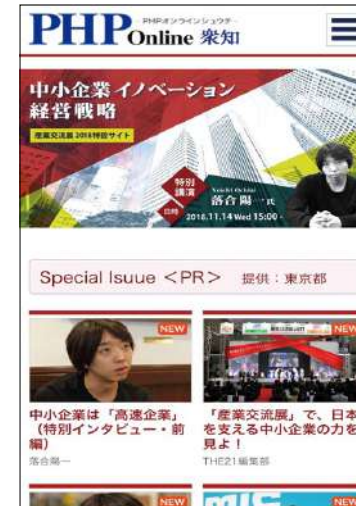 PHPオンラインシュウチ
PHP Online 衆知
中小企業イノベーション
経営戦略
産業交流展2018特設サイト
特別
講演
Yoichi Ochiai
落合陽一氏
日時
2018.11.14 Wed 15:00 -
Special Isuue <PR> 提供：東京都
NEW
NEW
中小企業は「高速企業」
（特別インタビュー・前
編）
落合陽一
「産業交流展」で、日本
を支える中小企業の力を
見よ！
THE21編集部
NEW
NEW